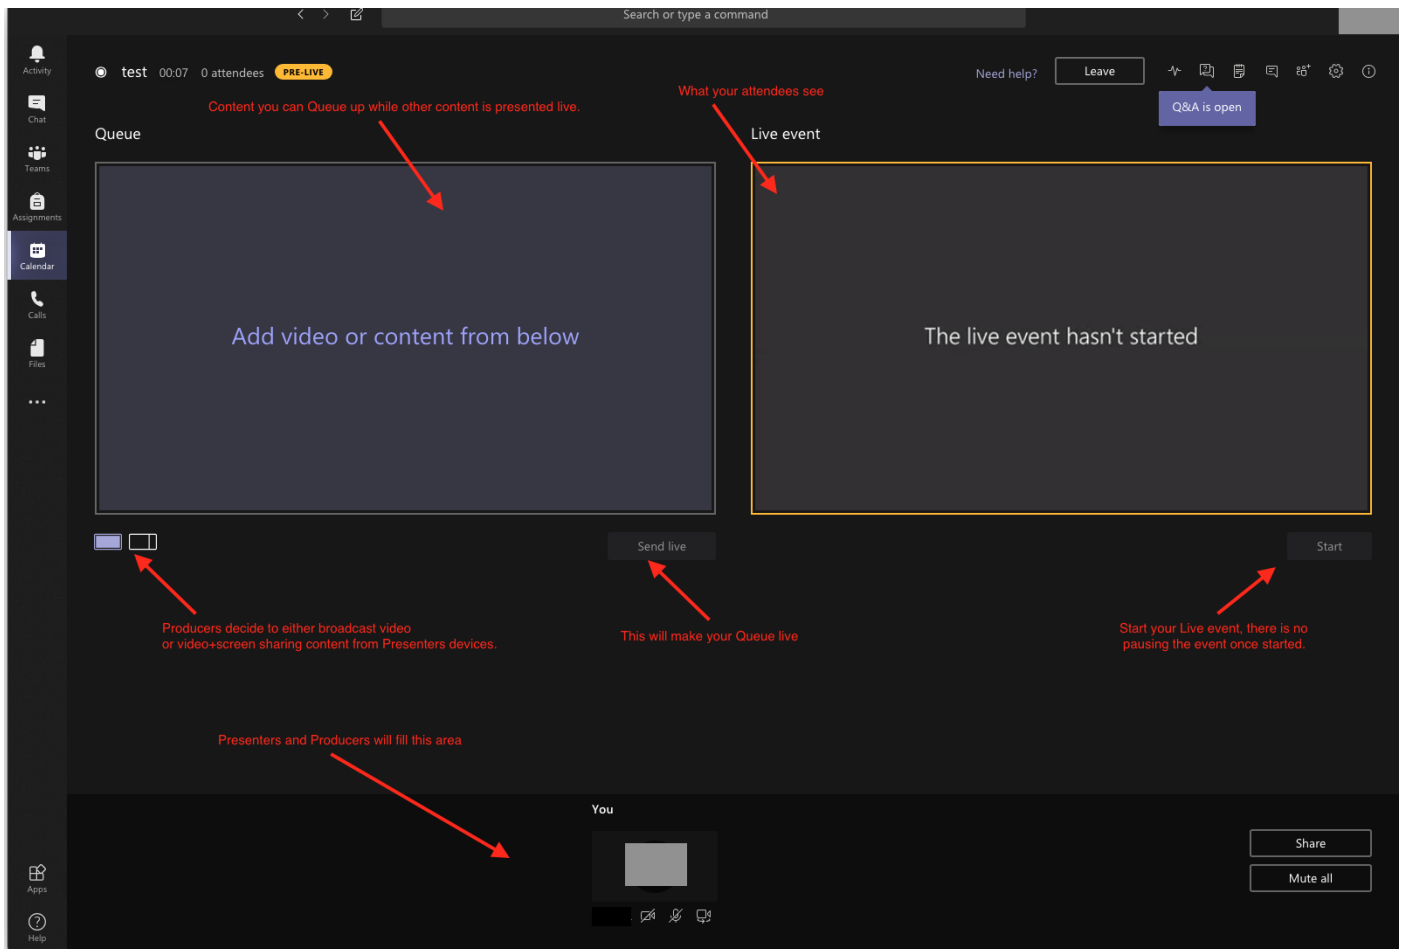 Search or type a command
Activity
Chat
Teams
Assignments
Calendar
Calls
Files
Apps
Help
test 00:07 0 attendees PRE-LIVE
Need help? Leave
Q&A is open
Content you can Queue up while other content is presented live.
What your attendees see
Queue
Live event
Add video or content from below
The live event hasn't started
Send live
Start
Producers decide to either broadcast video
or video+screen sharing content from Presenters devices.
This will make your Queue live
Start your Live event, there is no
pausing the event once started.
Presenters and Producers will fill this area
You
Share
Mute all